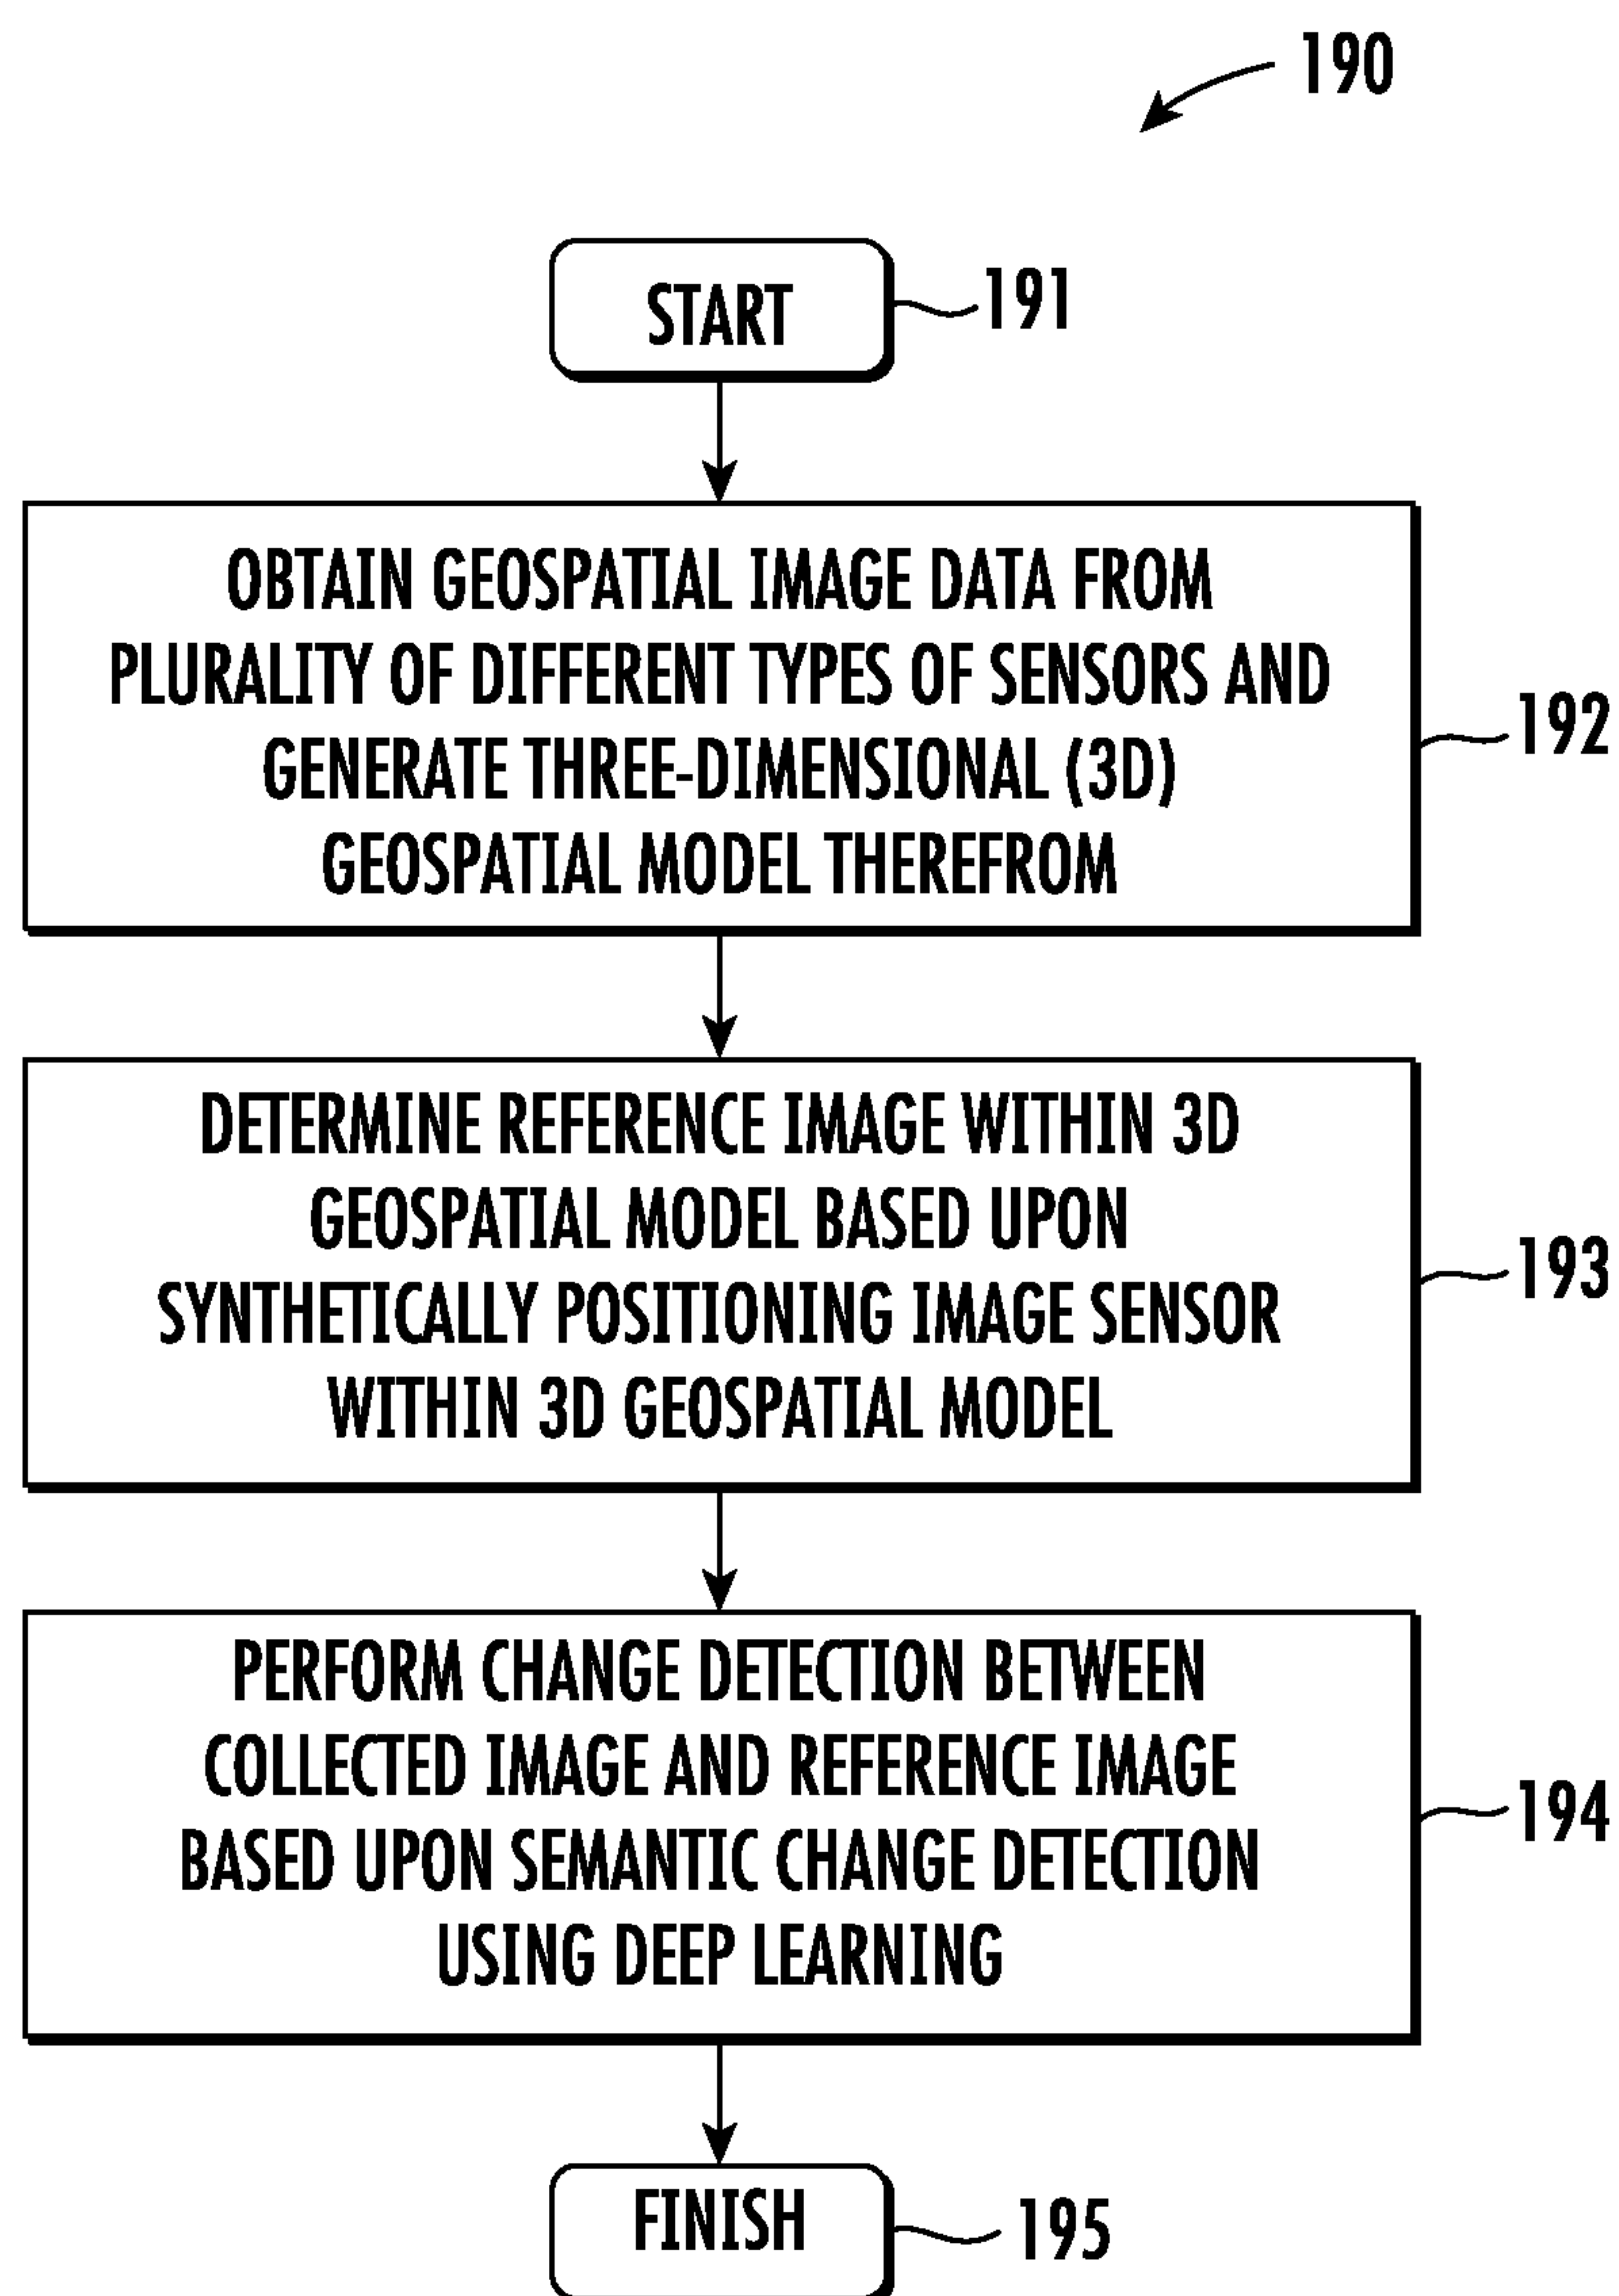 190
START
191
OBTAIN GEOSPATIAL IMAGE DATA FROM
PLURALITY OF DIFFERENT TYPES OF SENSORS AND
GENERATE THREE-DIMENSIONAL (3D)
GEOSPATIAL MODEL THEREFROM
192
DETERMINE REFERENCE IMAGE WITHIN 3D
GEOSPATIAL MODEL BASED UPON
SYNTHETICALLY POSITIONING IMAGE SENSOR
WITHIN 3D GEOSPATIAL MODEL
193
PERFORM CHANGE DETECTION BETWEEN
COLLECTED IMAGE AND REFERENCE IMAGE
BASED UPON SEMANTIC CHANGE DETECTION
USING DEEP LEARNING
194
FINISH
195